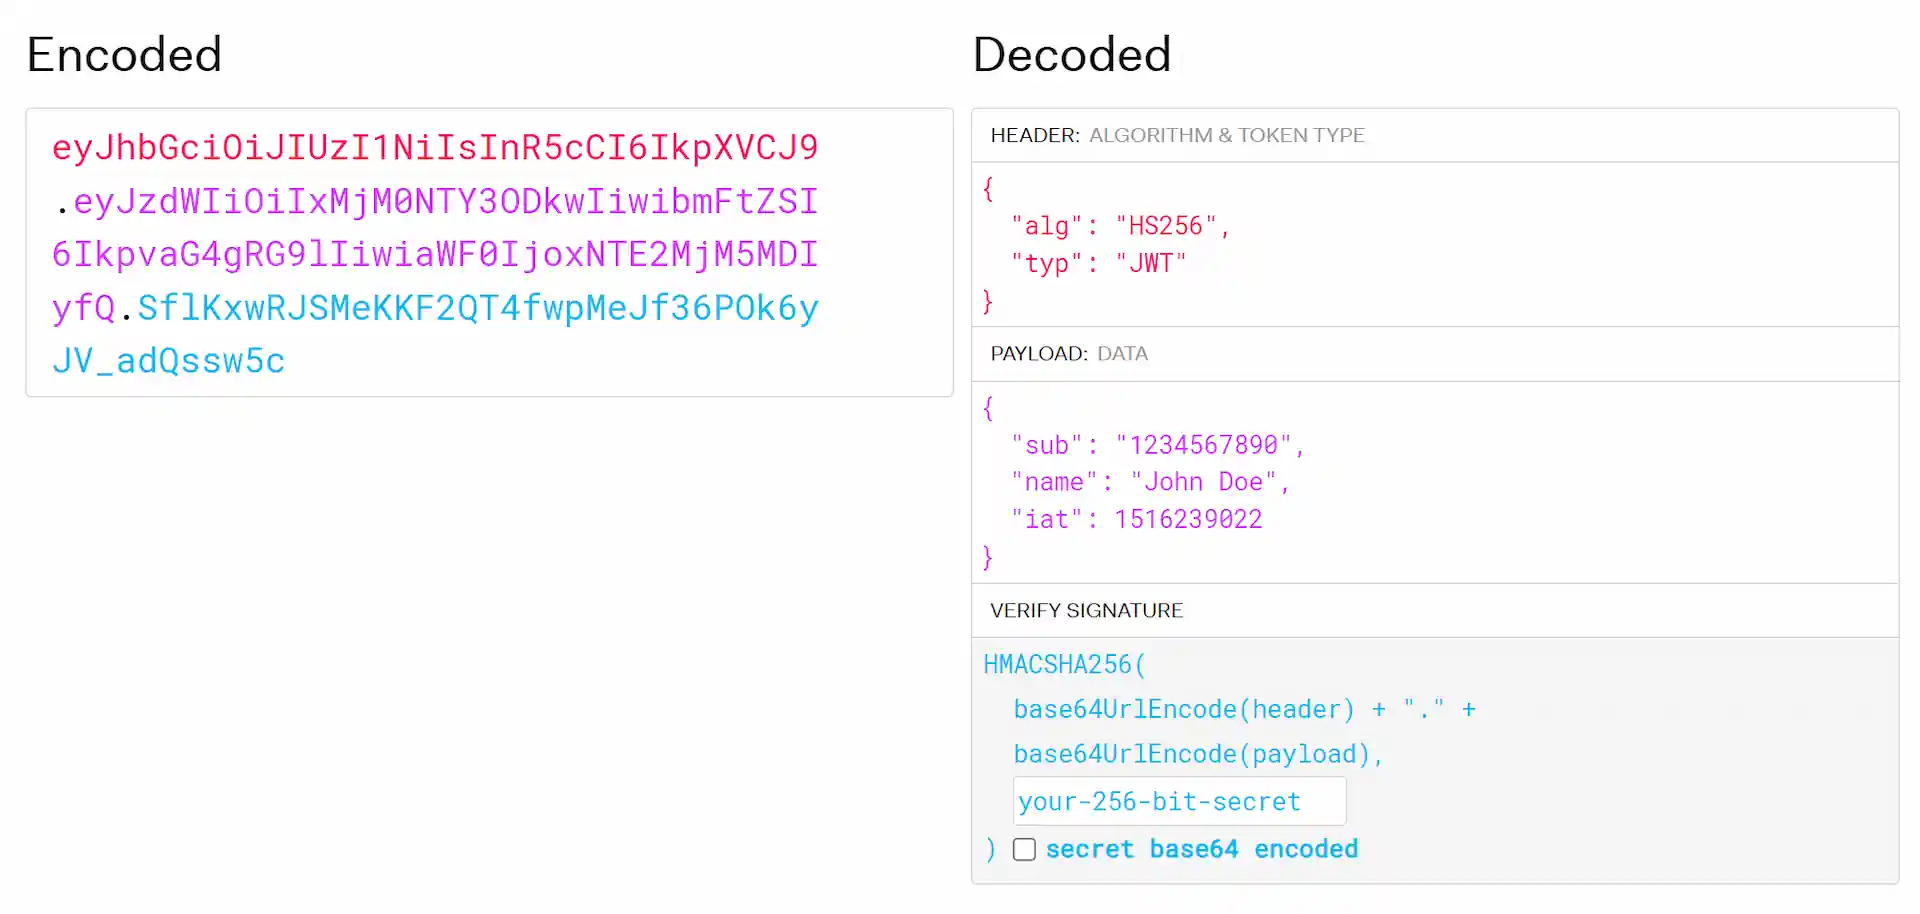 Encoded
eyJhbGciOiJIUzI1NiIsInR5cCI6IkpXVCJ9
.eyJzdWIiOiIxMjM0NTY3ODkwIiwibmFtZSI
6IkpvaG4gRG9lIiwiaWF0IjoxNTE2MjM5MDI
yfQ.SflKxwRJSMeKKF2QT4fwpMeJf36POk6y
JV_adQssw5c
Decoded
HEADER: ALGORITHM & TOKEN TYPE
{
"alg": "HS256",
"typ": "JWT"
}
PAYLOAD: DATA
{
"sub": "1234567890",
"name": "John Doe",
"iat": 1516239022
}
VERIFY SIGNATURE
HMACSHA256(
base64UrlEncode(header) + "." +
base64UrlEncode(payload),
your-256-bit-secret
) secret base64 encoded